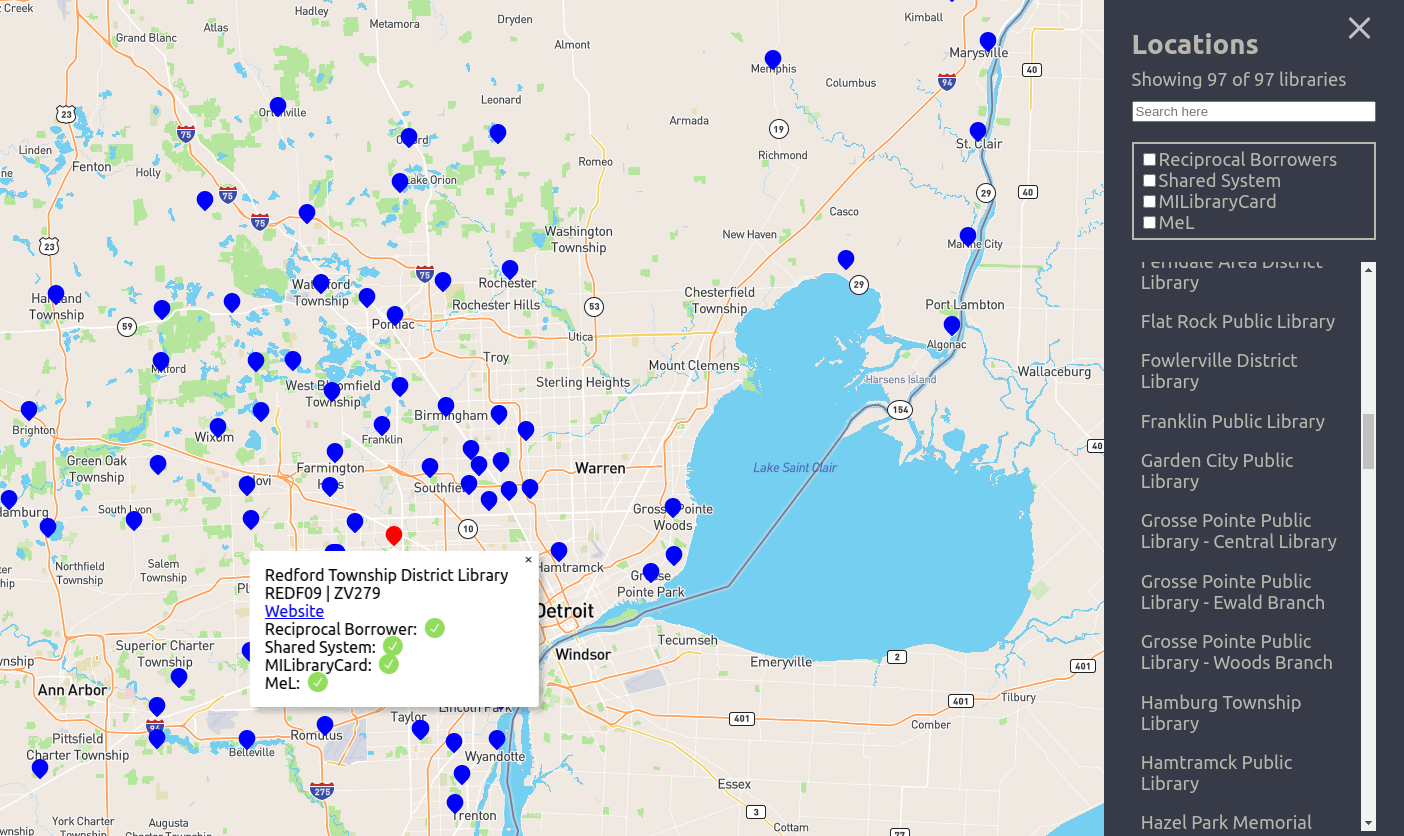 Creek
Hadley
Dryden
Kimball
Atlas
Metamora
Grand Blanc
Almont
Marysville
Memphis
40
94
Columbus
Ortonville
Leonard
23
75
Armada
19
Oxford
St. Clair
Linden
Fenton
Holly
Romeo
Richmond
Lake Orion
75
29
40
75
Casco
23
Washington
Township
New Haven
Marine City
75
Rochester
29
Waterford
Township
Hartland
Township
Rochester Hills
53
Chesterfield
Township
Port Lambton
59
Pontiac
Utica
Algonac
Troy
Mount Clemens
Milford
Wallaceburg
West Bloomfield
Township
Sterling Heights
Harsens Island
154
Birmingham
Brighton
Wixom
Franklin
40
Green Oak
Township
Farmington
Hills
Warren
Lake Saint Clair
Novi
Southfield
Hamburg
South Lyon
Grosse Pointe
Woods
10
Northfield
Township
Salem
Township
Hamtramck
Grosse
Pointe Park
Detroit
Superior Charter
Township
Tecumseh
Windsor
Emeryville
2
401
Ann Arbor
Tilbury
401
Lincoln Park
Taylor
401
Comber
94
Pittsfield
Charter Township
Romulus
Belleville
Wyandotte
275
Essex
3
Trenton
York Charter
Township
Augusta
Charter Township
Cottam
77
Redford Township District Library
×
REDF09 | ZV279
Website
Reciprocal Borrower:
Shared System:
MILibraryCard:
MeL:
Locations
Showing 97 of 97 libraries
Search here
Reciprocal Borrowers
Shared System
MILibraryCard
MeL
Ferndale Area District
Library
Flat Rock Public Library
Fowlerville District
Library
Franklin Public Library
Garden City Public
Library
Grosse Pointe Public
Library - Central Library
Grosse Pointe Public
Library - Ewald Branch
Grosse Pointe Public
Library - Woods Branch
Hamburg Township
Library
Hamtramck Public
Library
Hazel Park Memorial